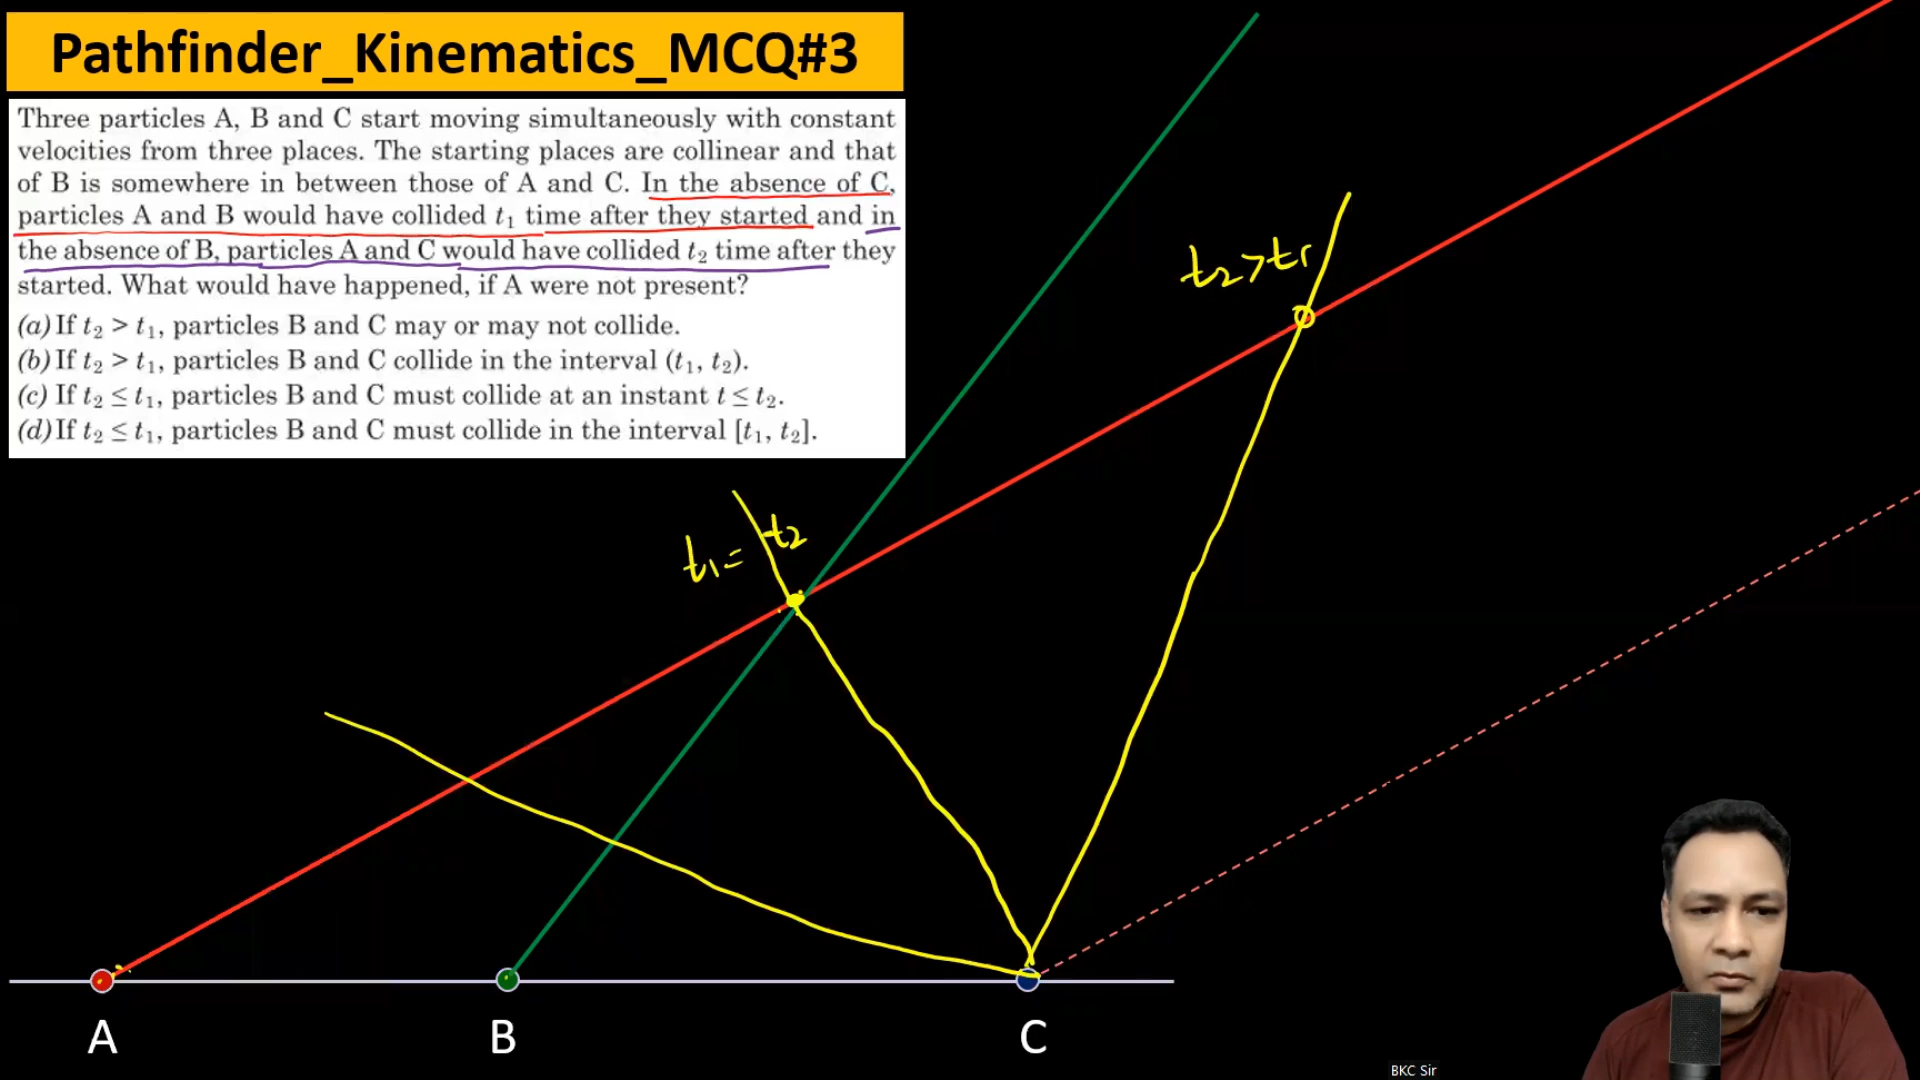 Pathfinder_Kinematics_MCQ#3
Three particles A, B and C start moving simultaneously with constant
velocities from three places. The starting places are collinear and that
of B is somewhere in between those of A and C. In the absence of C,
particles A and B would have collided t₁ time after they started and in
the absence of B, particles A and C would have collided t₂ time after they
started. What would have happened, if A were not present?
(a) If t₂ > t₁, particles B and C may or may not collide.
(b) If t₂ > t₁, particles B and C collide in the interval (t₁, t₂).
(c) If t₂ ≤ t₁, particles B and C must collide at an instant t ≤ t₂.
(d) If t₂ ≤ t₁, particles B and C must collide in the interval [t₁, t₂].
t₂>t₁
t₁=t₂
A
B
C
BKC Sir